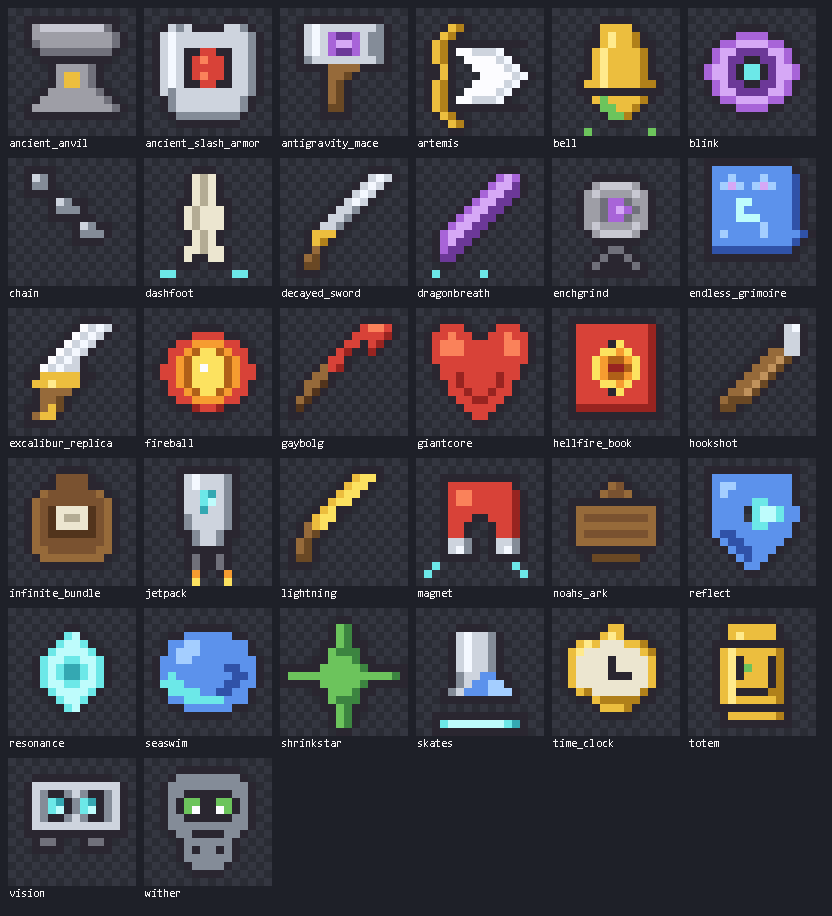 ancient_anvil ancient_slash_armor antigravity_mace artemis bell blink
chain dashfoot decayed_sword dragonbreath enchgrind endless_grimoire
excalibur_replica fireball gaybolg giantcore hellfire_book hookshot
infinite_bundle jetpack lightning magnet noahs_ark reflect
resonance seaswim shrinkstar skates time_clock totem
vision wither